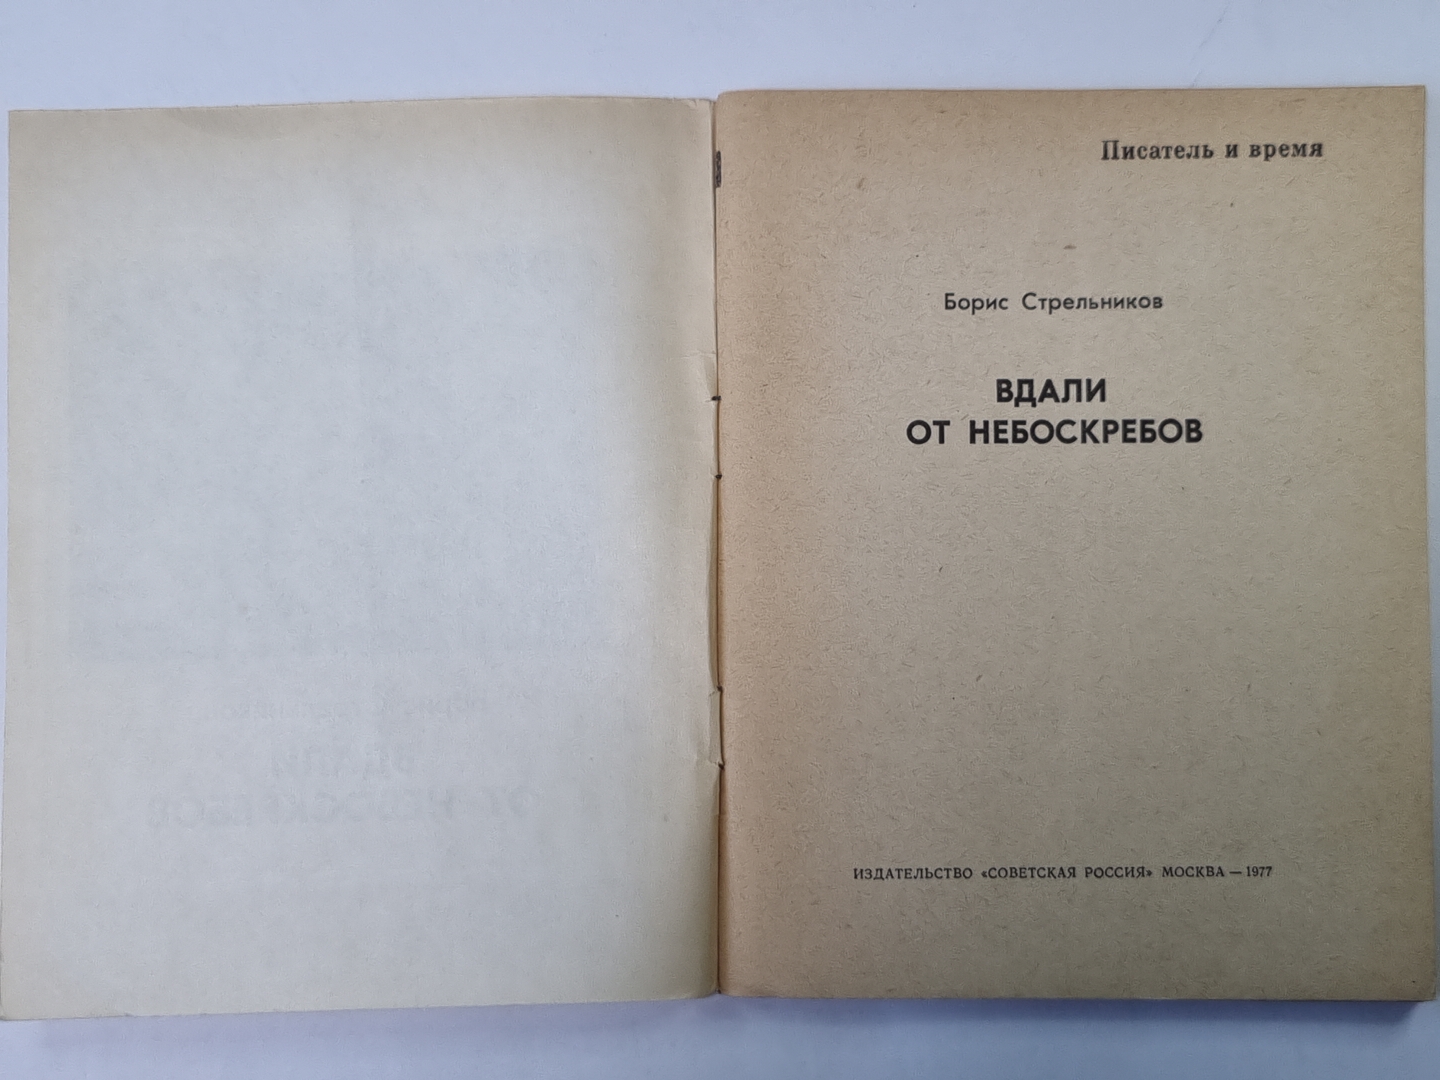 Писатель и время
Борис Стрельников
ВДАЛИ
ОТ НЕБОСКРЕБОВ
ИЗДАТЕЛЬСТВО «СОВЕТСКАЯ РОССИЯ» МОСКВА — 1977